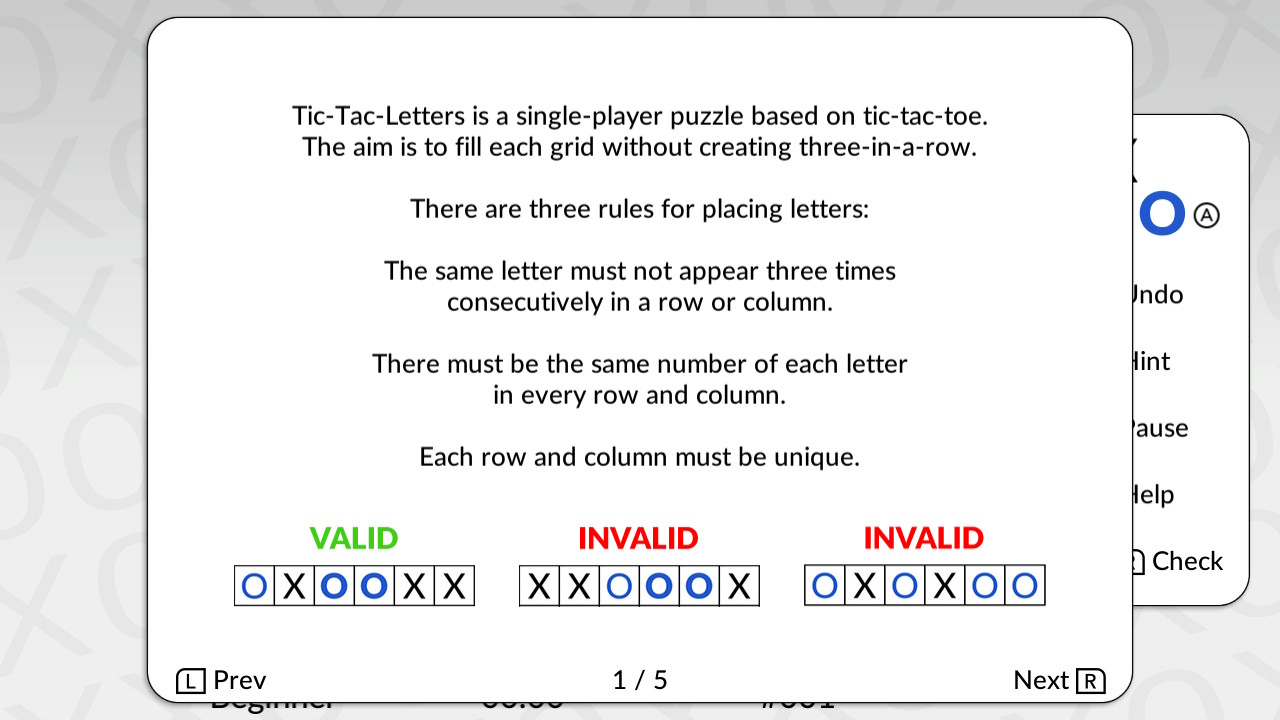 Tic-Tac-Letters is a single-player puzzle based on tic-tac-toe.
The aim is to fill each grid without creating three-in-a-row.
There are three rules for placing letters:
The same letter must not appear three times
consecutively in a row or column.
There must be the same number of each letter
in every row and column.
Each row and column must be unique.
VALID INVALID INVALID
O X O O X X X X O O O X O X O X O O
L Prev 1 / 5 Next R
O A
Undo
Hint
Pause
Help
R Check
Beginner 00:00 #001